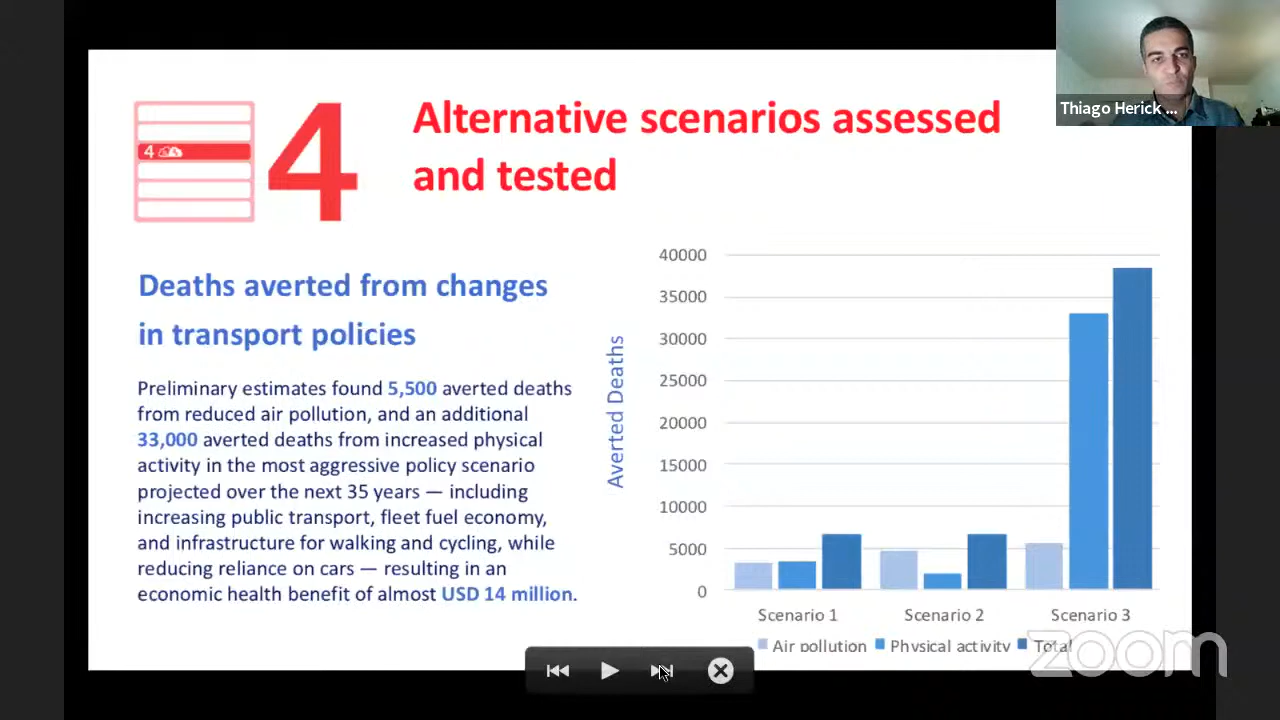 Thiago Herick ...
4
4
Alternative scenarios assessed
and tested
Deaths averted from changes
in transport policies
Preliminary estimates found 5,500 averted deaths
from reduced air pollution, and an additional
33,000 averted deaths from increased physical
activity in the most aggressive policy scenario
projected over the next 35 years — including
increasing public transport, fleet fuel economy,
and infrastructure for walking and cycling, while
reducing reliance on cars — resulting in an
economic health benefit of almost USD 14 million.
Averted Deaths
40000
35000
30000
25000
20000
15000
10000
5000
0
Scenario 1 Scenario 2 Scenario 3
Air pollution Physical activity Total
zoom